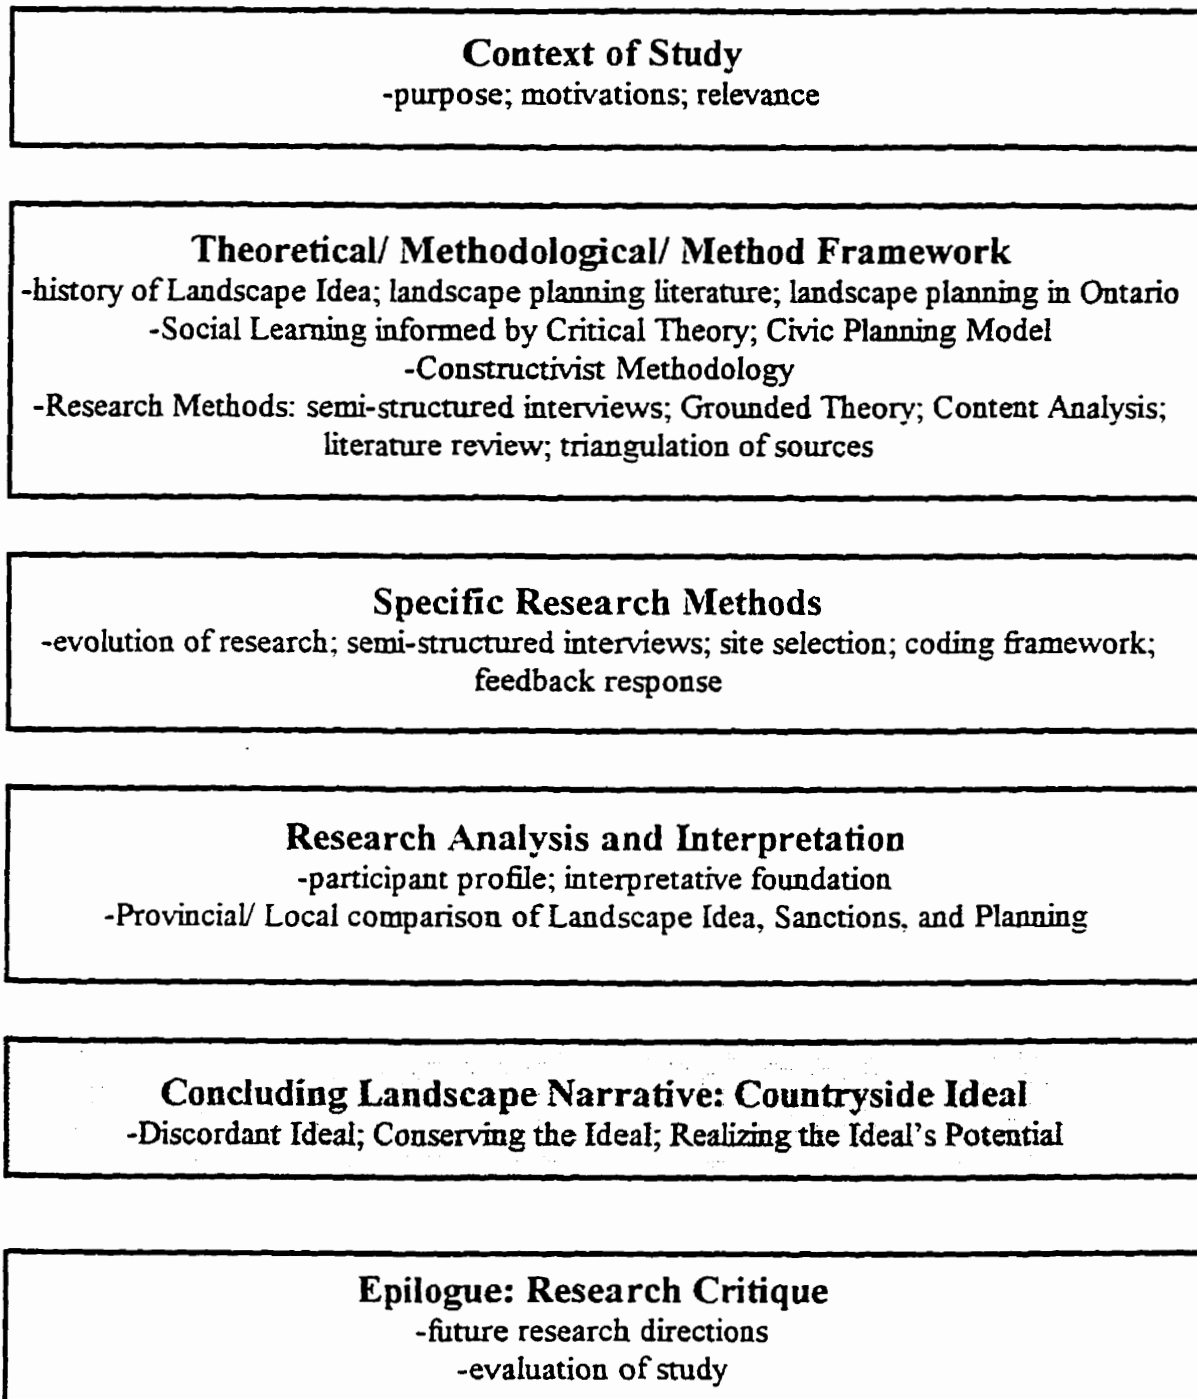 Context of Study
-purpose; motivations; relevance
Theoretical/ Methodological/ Method Framework
-history of Landscape Idea; landscape planning literature; landscape planning in Ontario
-Social Learning informed by Critical Theory; Civic Planning Model
-Constructivist Methodology
-Research Methods: semi-structured interviews; Grounded Theory; Content Analysis;
literature review; triangulation of sources
Specific Research Methods
-evolution of research; semi-structured interviews; site selection; coding framework;
feedback response
Research Analysis and Interpretation
-participant profile; interpretative foundation
-Provincial/ Local comparison of Landscape Idea, Sanctions, and Planning
Concluding Landscape Narrative: Countryside Ideal
-Discordant Ideal; Conserving the Ideal; Realizing the Ideal's Potential
Epilogue: Research Critique
-future research directions
-evaluation of study